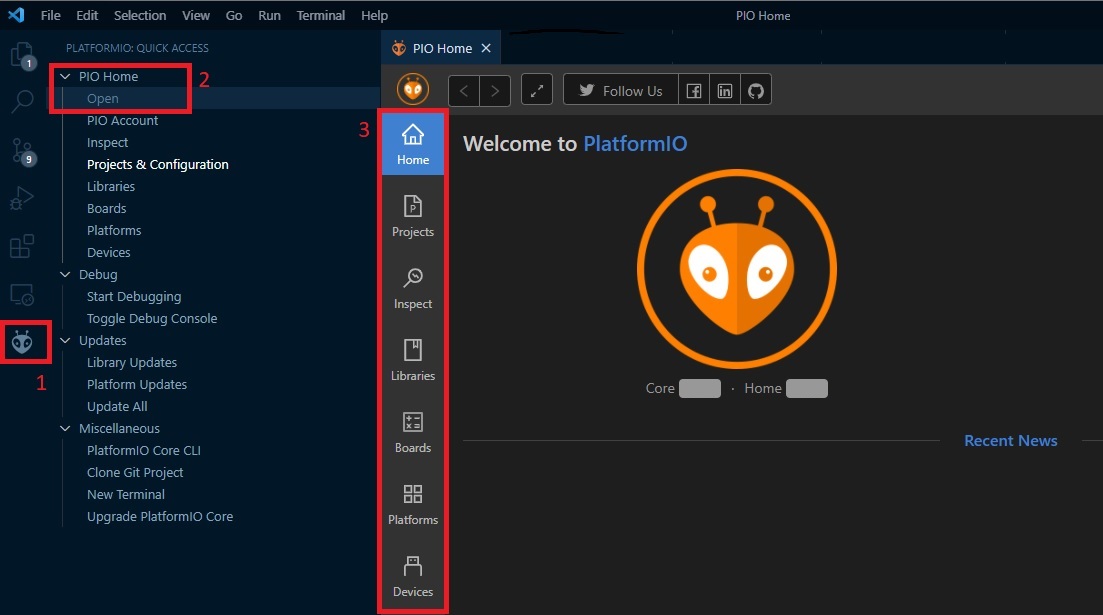 File Edit Selection View Go Run Terminal Help PIO Home
1
9
PLATFORMIO: QUICK ACCESS
PIO Home
2
Open
PIO Account
Inspect
Projects & Configuration
Libraries
Boards
Platforms
Devices
Debug
Start Debugging
Toggle Debug Console
Updates
1
Library Updates
Platform Updates
Update All
Miscellaneous
PlatformIO Core CLI
Clone Git Project
New Terminal
Upgrade PlatformIO Core
PIO Home
Follow Us
3
Home
Projects
Inspect
Libraries
Boards
Platforms
Devices
Welcome to PlatformIO
Core · Home
Recent News